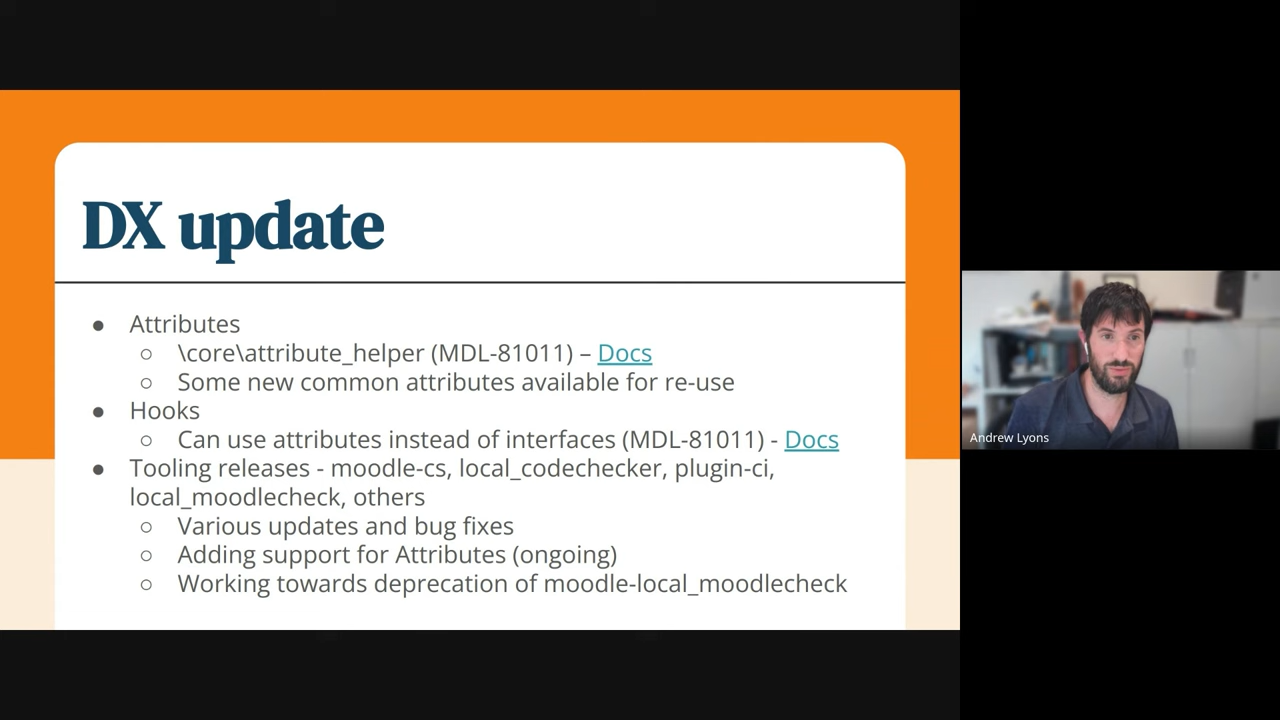 DX update
● Attributes
○ \core\attribute_helper (MDL-81011) – Docs
○ Some new common attributes available for re-use
● Hooks
○ Can use attributes instead of interfaces (MDL-81011) - Docs
● Tooling releases - moodle-cs, local_codechecker, plugin-ci,
local_moodlecheck, others
○ Various updates and bug fixes
○ Adding support for Attributes (ongoing)
○ Working towards deprecation of moodle-local_moodlecheck
Andrew Lyons